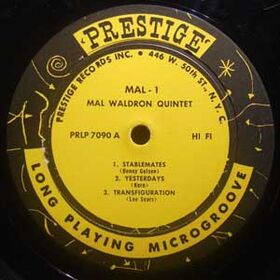 PRESTIGE
PRESTIGE RECORDS INC. • 446 W. 50th ST., N.Y.C.
MAL - 1
MAL WALDRON QUINTET
PRLP 7090 A
HI FI
1. STABLEMATES
(Benny Golson)
2. YESTERDAYS
(Kern)
3. TRANSFIGURATION
(Lee Sears)
LONG PLAYING MICROGROOVE